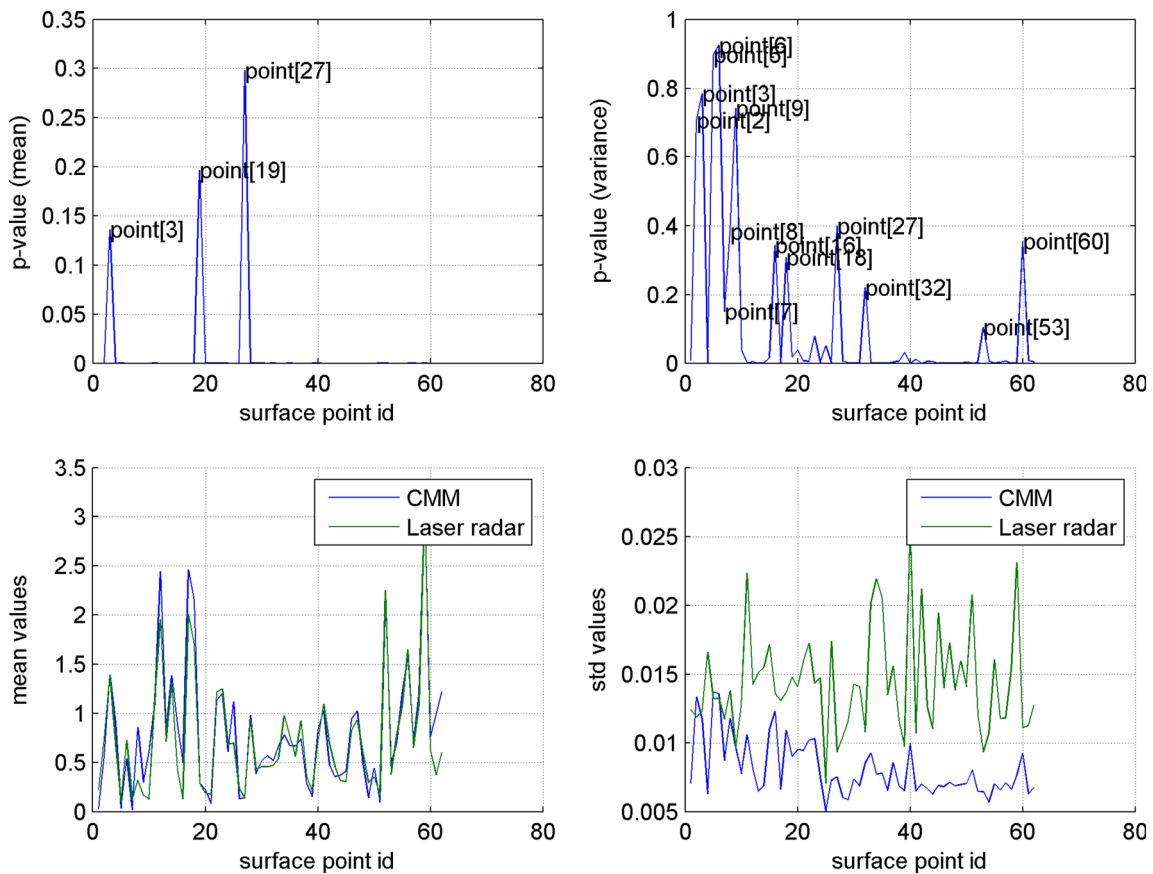 0.35
0.3
0.25
0.2
0.15
0.1
0.05
0
p-value (mean)
point[3]
point[19]
point[27]
0
20
40
60
80
surface point id
1
0.8
0.6
0.4
0.2
0
p-value (variance)
point[6]
point[5]
point[3]
point[9]
point[2]
point[8]
point[16]
point[18]
point[7]
point[27]
point[32]
point[53]
point[60]
0
20
40
60
80
surface point id
3.5
3
2.5
2
1.5
1
0.5
0
mean values
CMM
Laser radar
0
20
40
60
80
surface point id
0.03
0.025
0.02
0.015
0.01
0.005
std values
CMM
Laser radar
0
20
40
60
80
surface point id